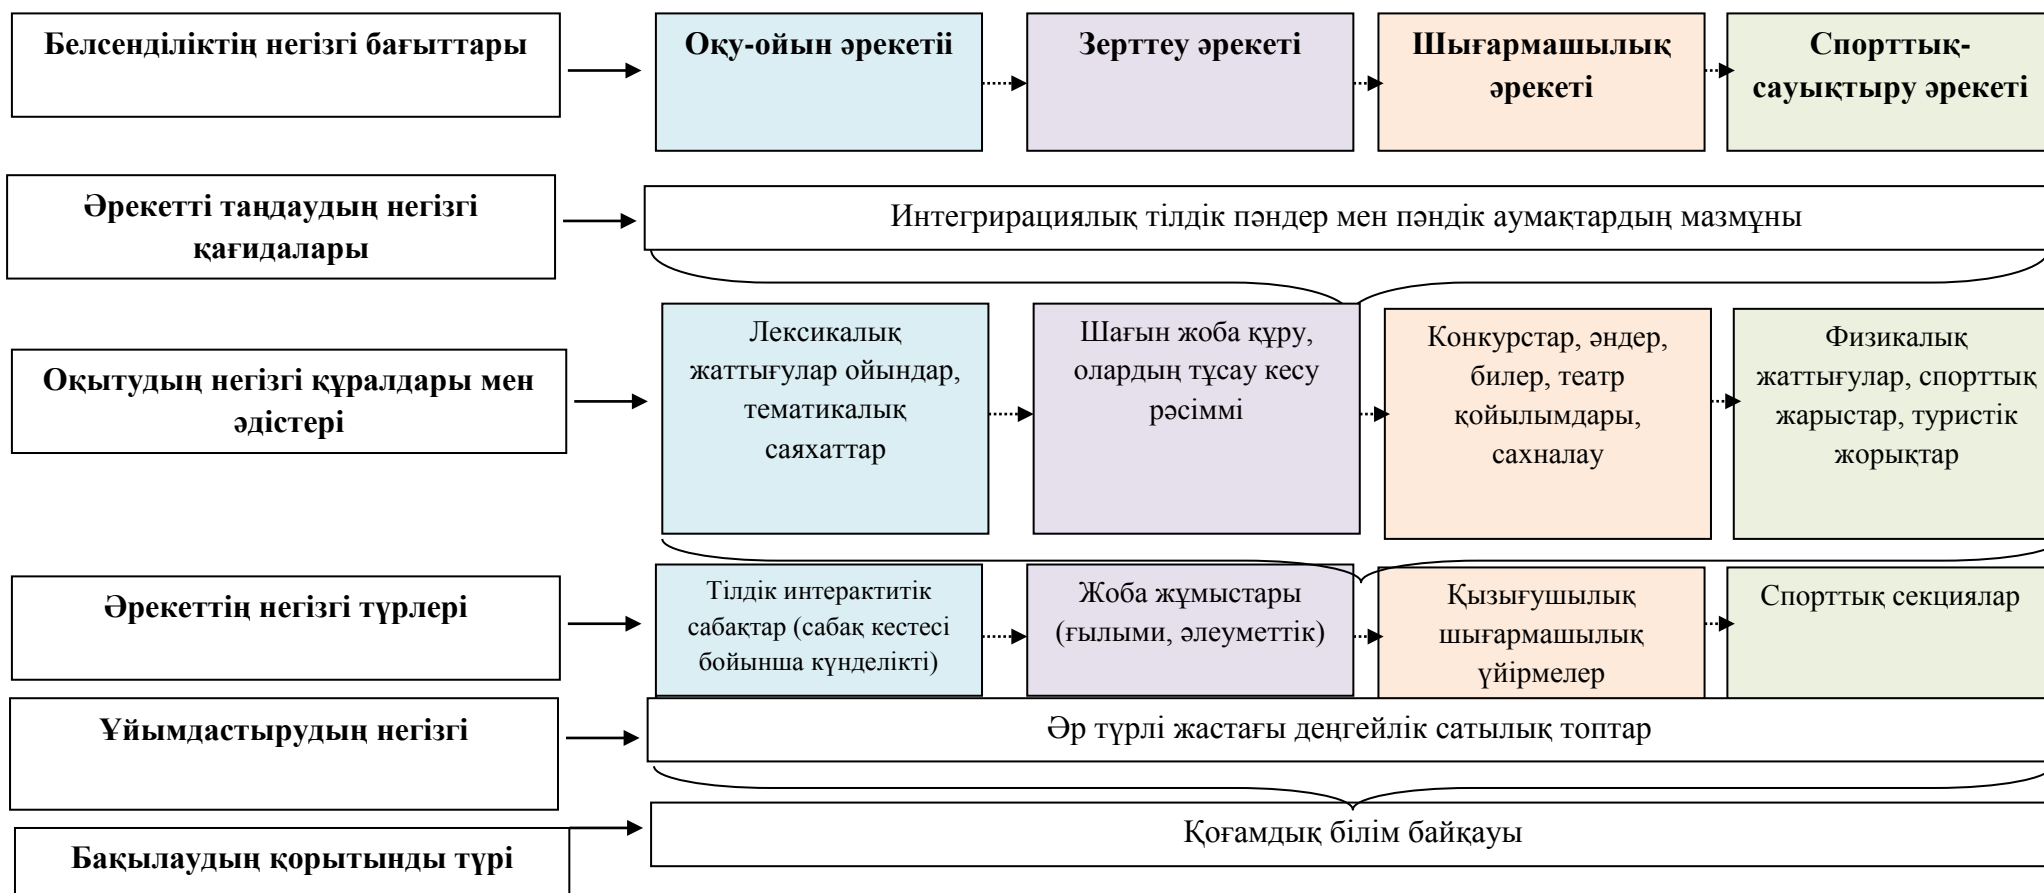 Белсенділіктің негізгі бағыттары
Оқу-ойын әрекетіі
Зерттеу әрекеті
Шығармашылық
әрекеті
Спорттық-
сауықтыру әрекеті
Әрекетті таңдаудың негізгі
қағидалары
Интегрирациялық тілдік пәндер мен пәндік аумақтардың мазмұны
Оқытудың негізгі құралдары мен
әдістері
Лексикалық
жаттығулар ойындар,
тематикалық
саяхаттар
Шағын жоба құру,
олардың тұсау кесу
рәсіммі
Конкурстар, әндер,
билер, театр
қойылымдары,
сахналау
Физикалық
жаттығулар, спорттық
жарыстар, туристік
жорықтар
Әрекеттің негізгі түрлері
Тілдік интерактитік
сабақтар (сабақ кестесі
бойынша күнделікті)
Жоба жұмыстары
(ғылыми, әлеуметтік)
Қызығушылық
шығармашылық
үйірмелер
Спорттық секциялар
Ұйымдастырудың негізгі
Әр түрлі жастағы деңгейлік сатылық топтар
Бақылаудың қорытынды түрі
Қоғамдық білім байқауы